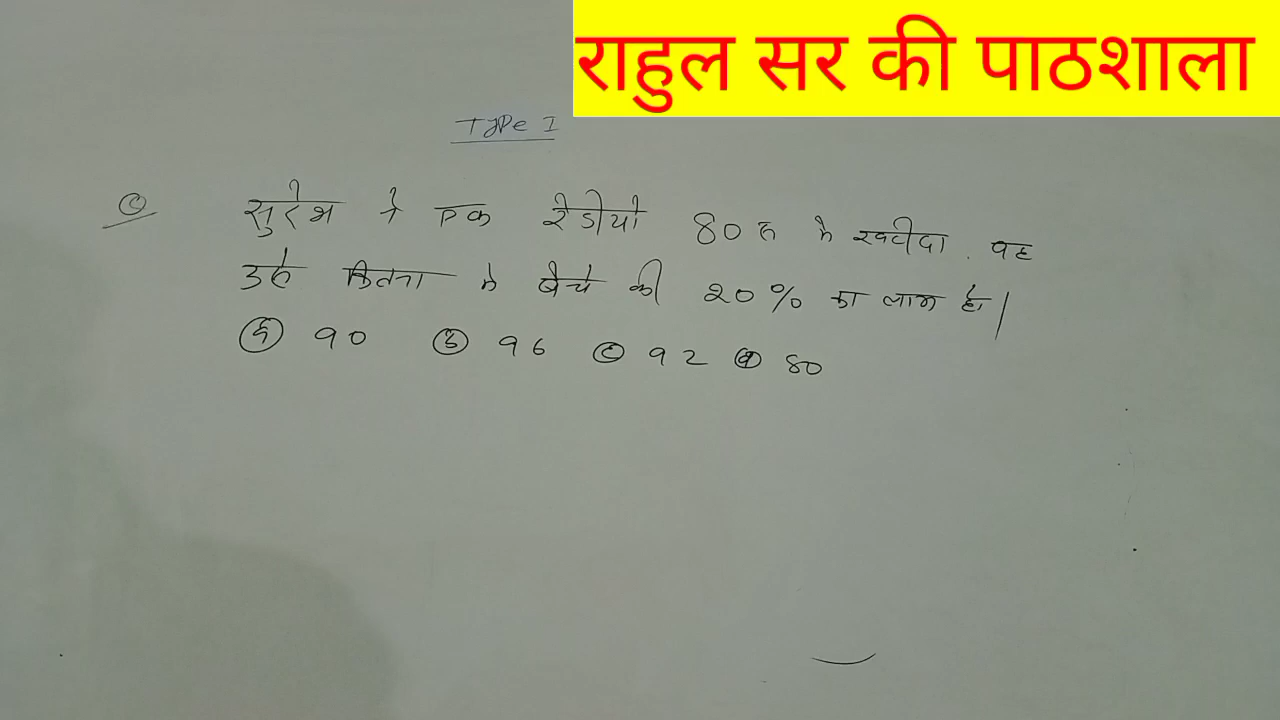 राहुल सर की पाठशाला
Type I
Q सुरेश ने एक रेडीयो 80 रु मे खरीदा. वह
उसे कितना मे बेचे की 20% का लाभ हो|
90 96 92 80